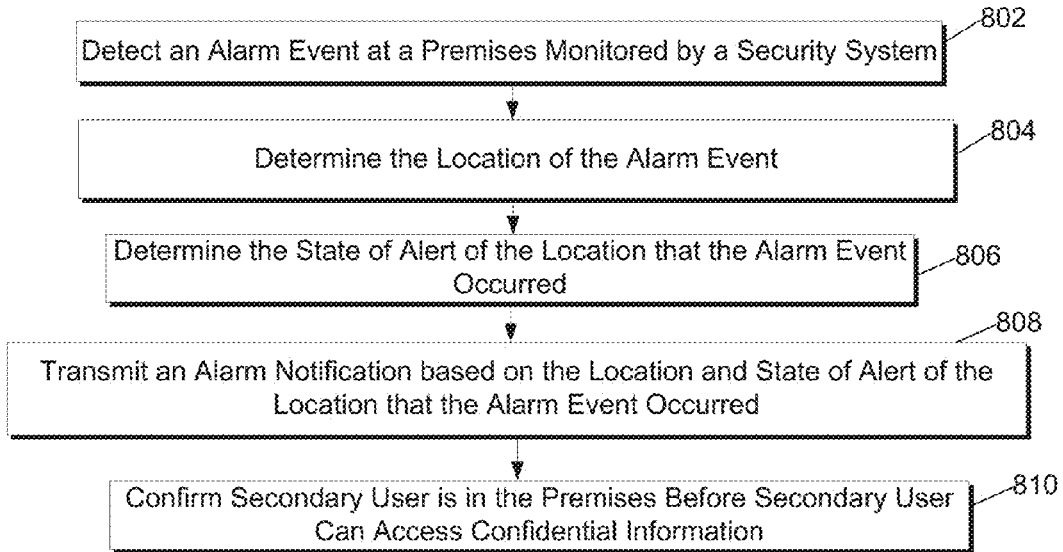 802
Detect an Alarm Event at a Premises Monitored by a Security System
804
Determine the Location of the Alarm Event
Determine the State of Alert of the Location that the Alarm Event
Occurred
806
808
Transmit an Alarm Notification based on the Location and State of Alert of the
Location that the Alarm Event Occurred
Confirm Secondary User is in the Premises Before Secondary User
Can Access Confidential Information
810